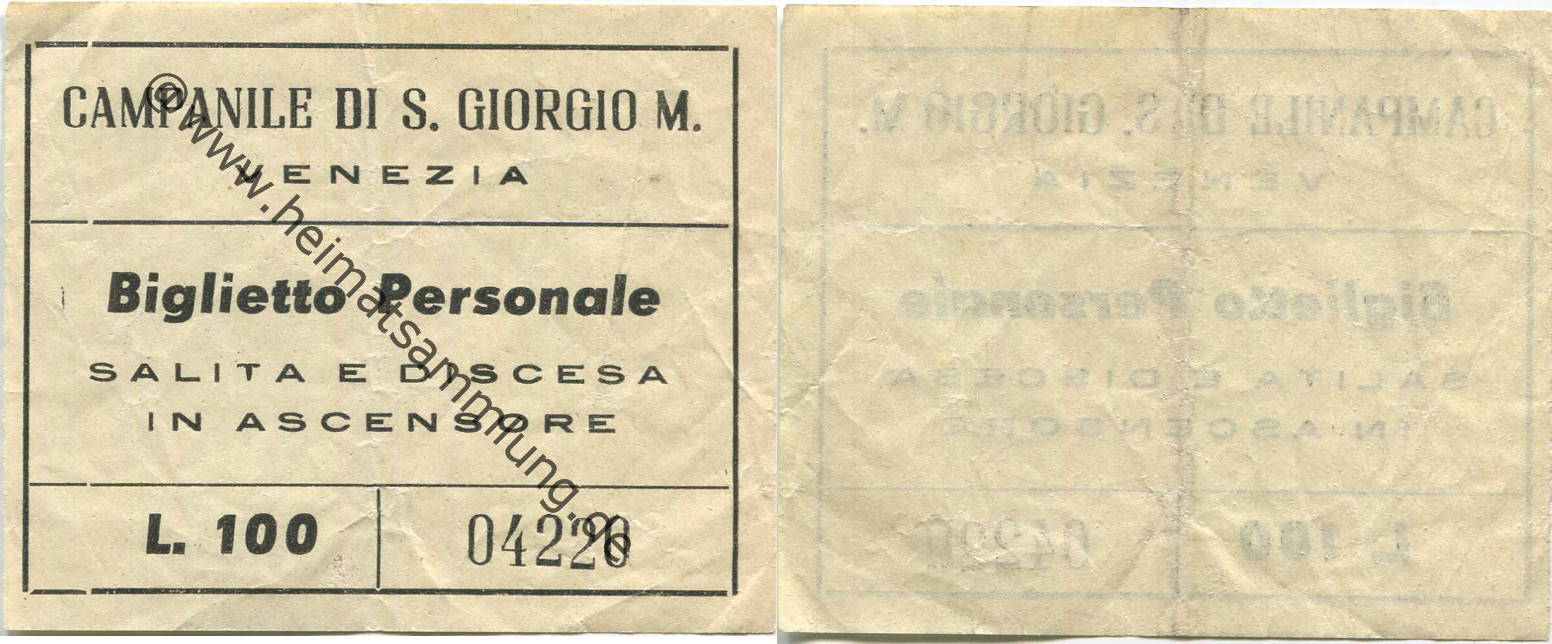 CAMPANILE DI S. GIORGIO M.
VENEZIA
Biglietto Personale
SALITA E DISCESA
IN ASCENSORE
L. 100
04220
©www.heimatsammlung.de